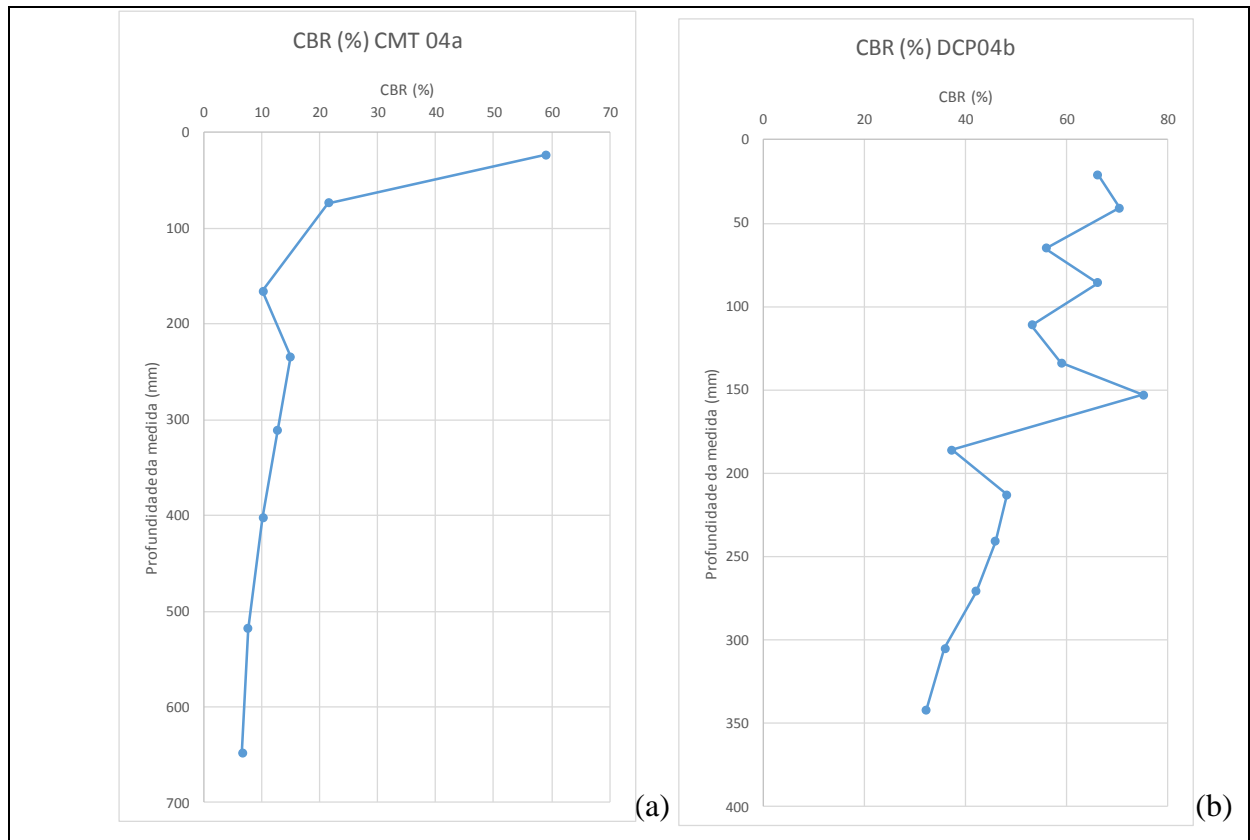 CBR (%) CMT 04a
CBR (%)
0 10 20 30 40 50 60 70
0
100
200
300
400
500
600
700
Profundidade da medida (mm)
(a)
CBR (%) DCP04b
CBR (%)
0 20 40 60 80
0
50
100
150
200
250
300
350
400
Profundidade da medida (mm)
(b)